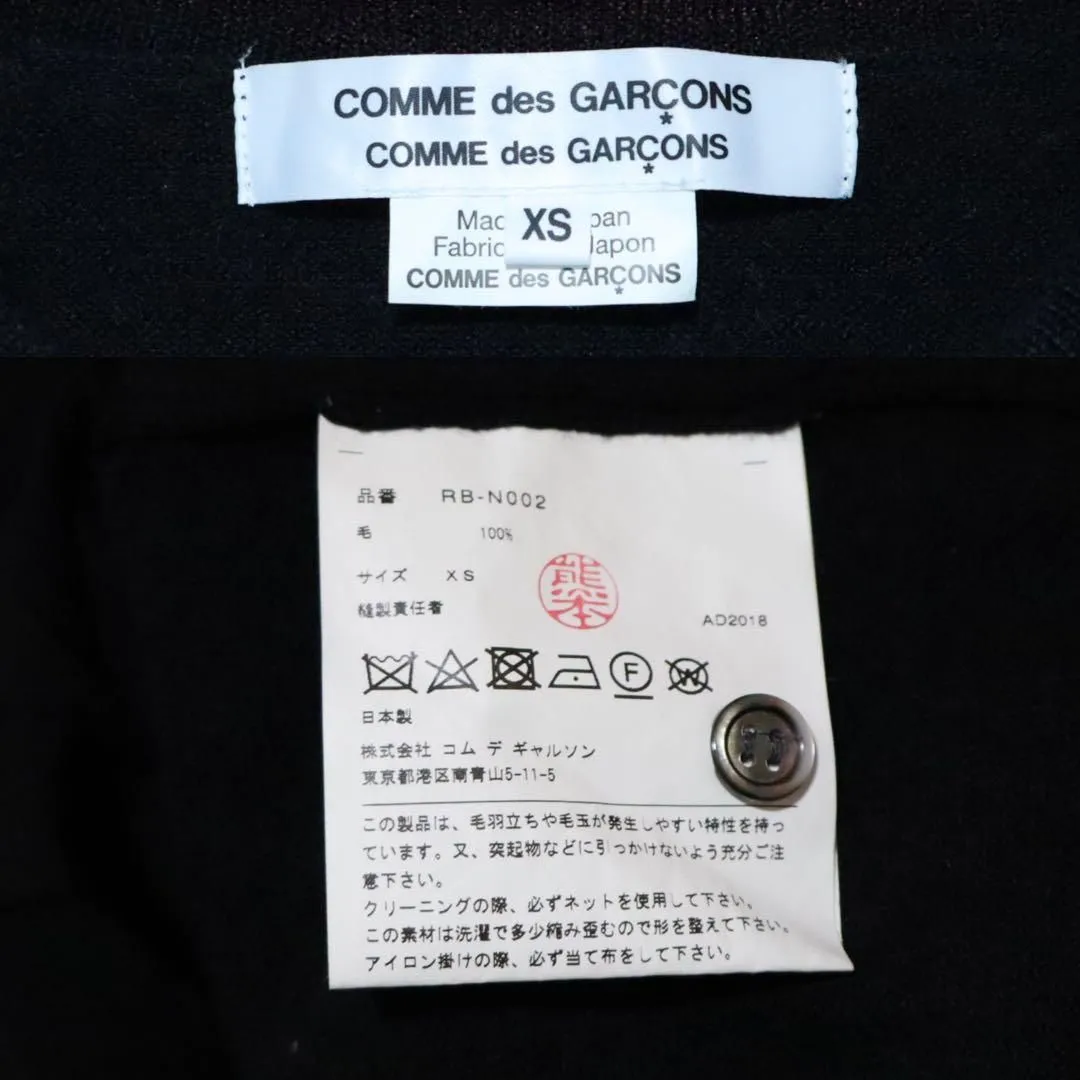 COMME des GARÇONS
COMME des GARÇONS
XS
Japon
COMME des GARÇONS
品番 RB-N002
毛 100%
サイズ XS
縫製責任者
熊本
AD2018
F
W
日本製
株式会社 コム デ ギャルソン
東京都港区南青山5-11-5
この製品は、毛羽立ちや毛玉が発生しやすい特性を持っ
ています。又、突起物などに引っかけないよう充分ご注
意下さい。
クリーニングの際、必ずネットを使用して下さい。
この素材は洗濯で多少縮み歪むので形を整えて下さい。
アイロン掛けの際、必ず当て布をして下さい。